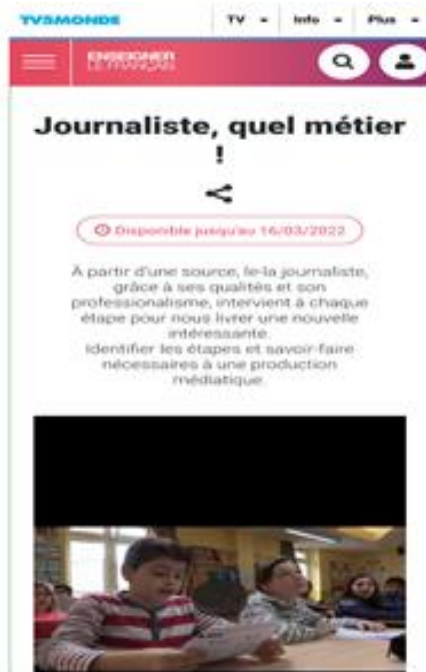 TV5MONDE
TV
Info
Plus
ENSEIGNER
LE FRANÇAIS
Journaliste, quel métier
!
Disponible jusqu'au 16/03/2022
À partir d'une source, le·la journaliste,
grâce à ses qualités et son
professionalisme, intervient à chaque
étape pour nous livrer une nouvelle
intéressante.
Identifier les étapes et savoir-faire
nécessaires à une production
médiatique.